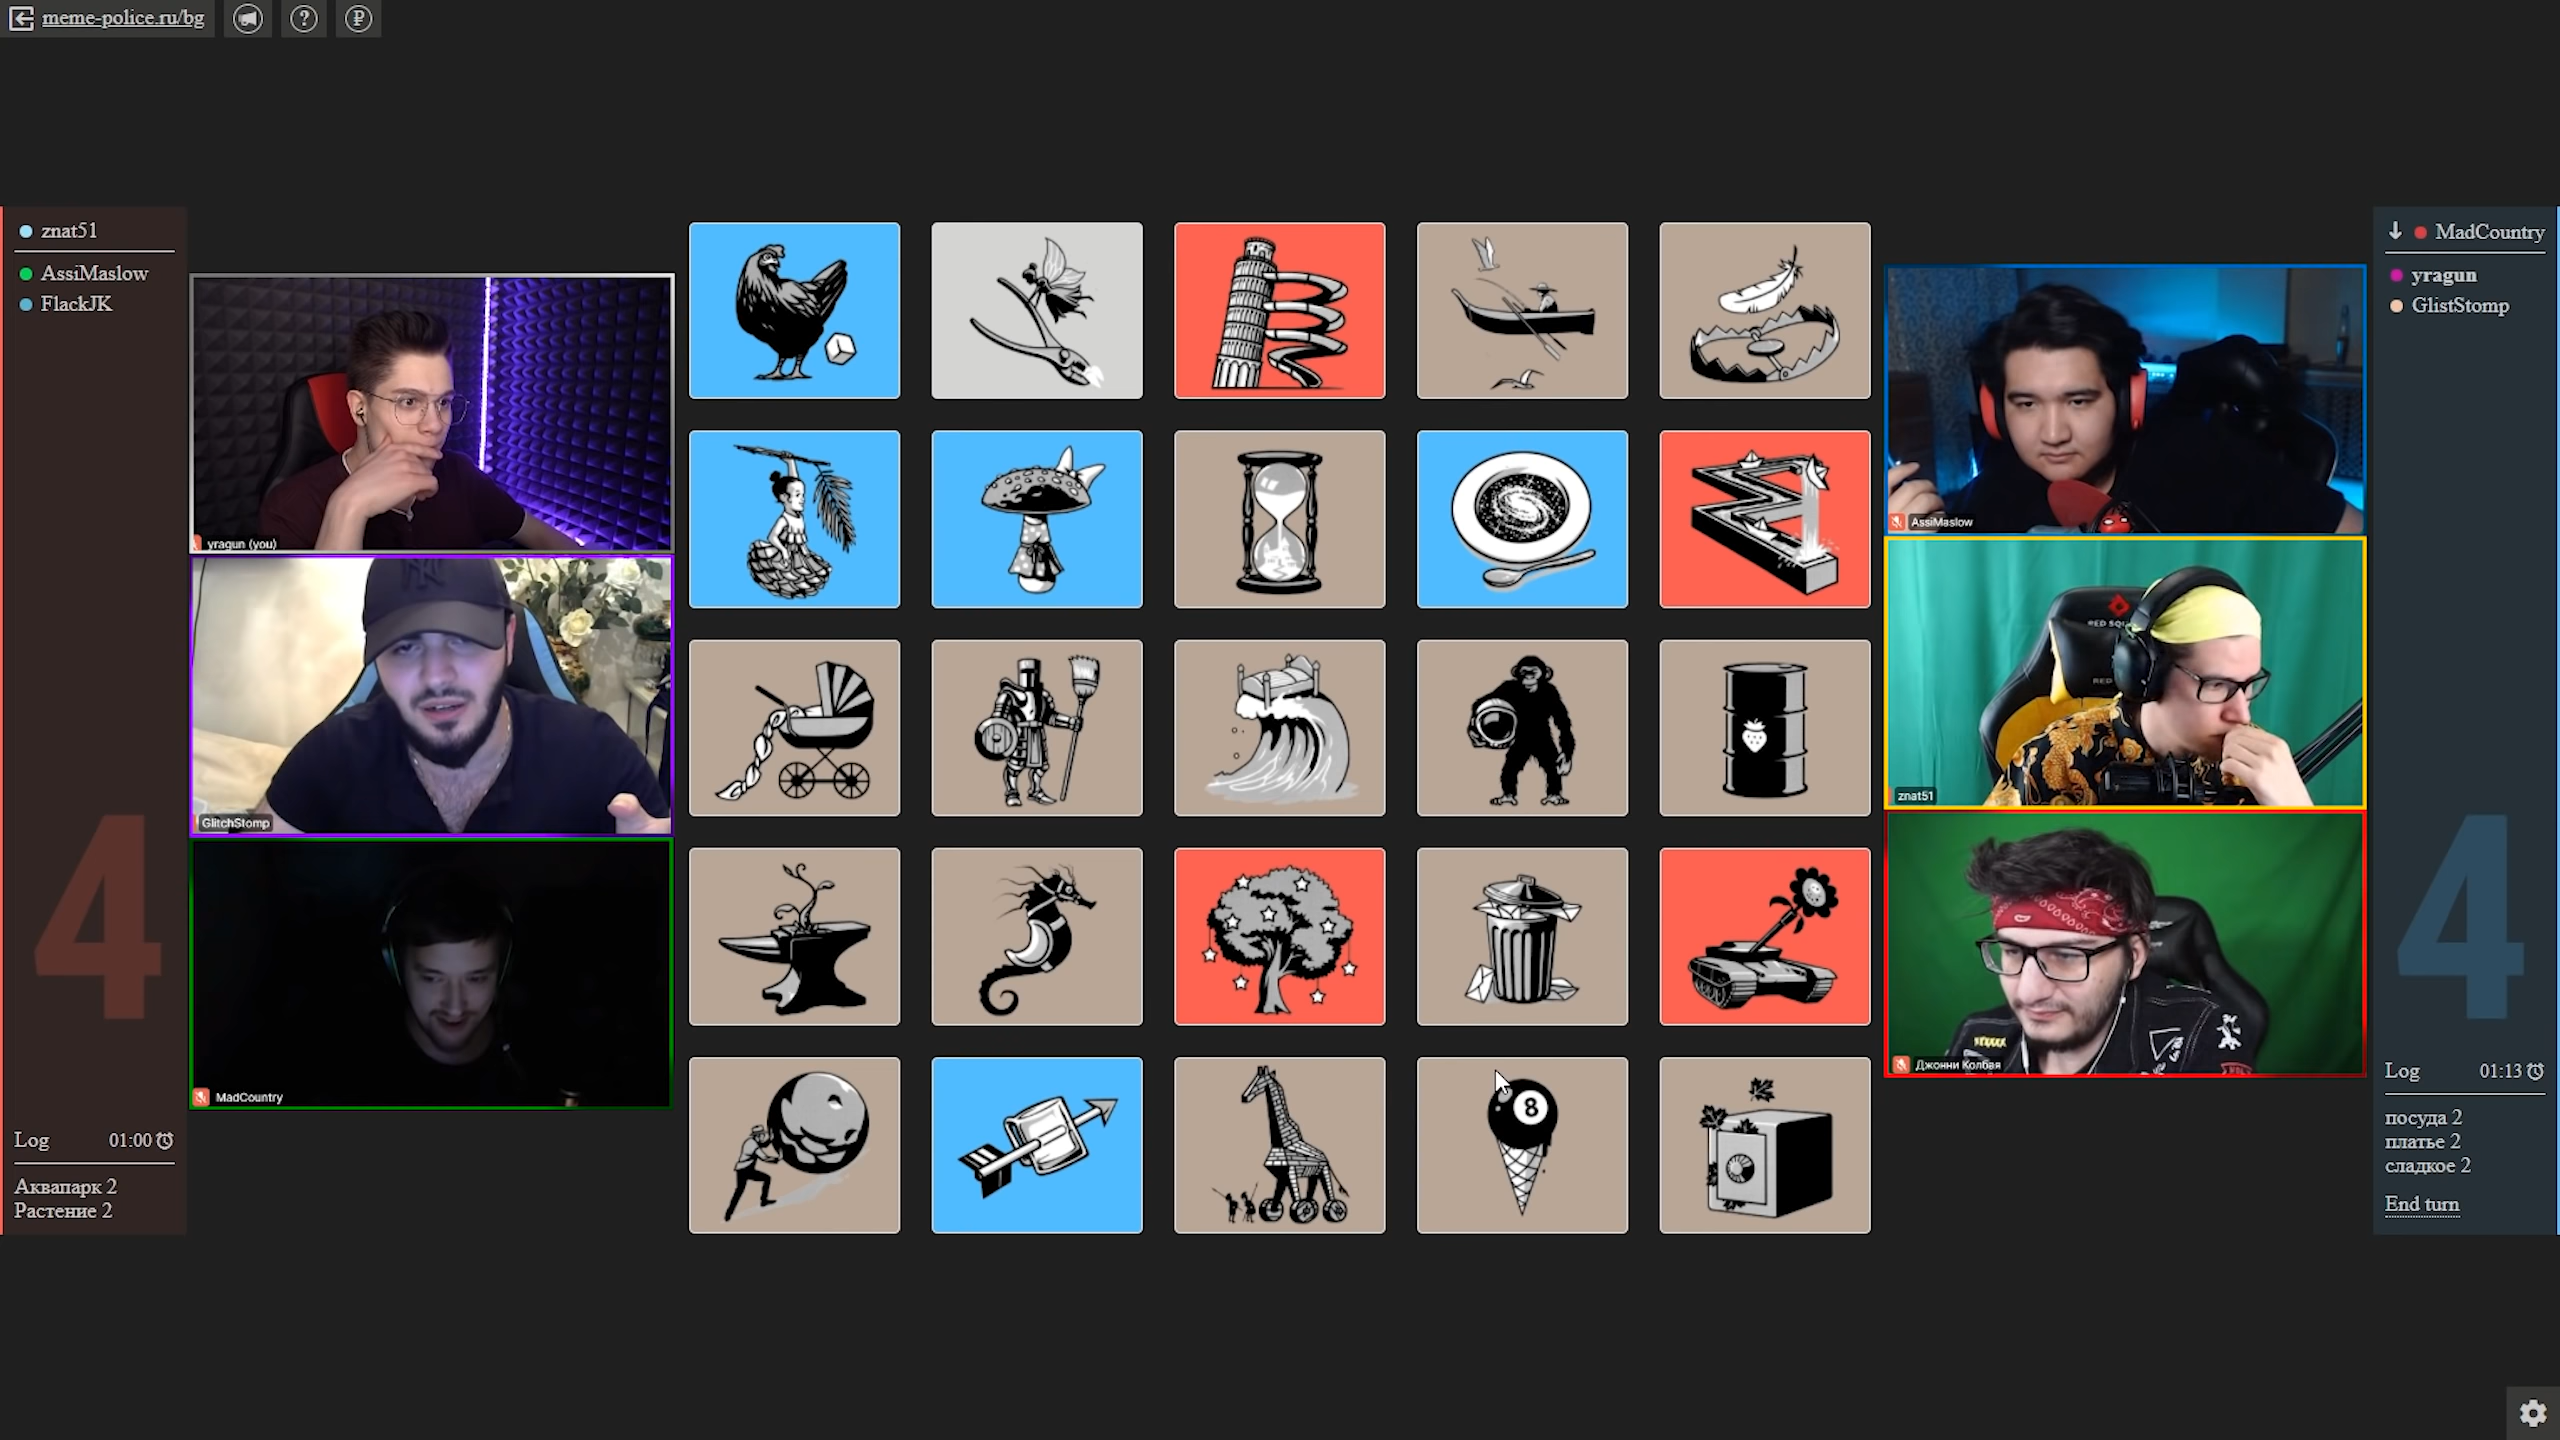 meme-police.ru/bg
?
₽
znat51
AssiMaslow
FlackJK
4
Log 01:00
Аквапарк 2
Растение 2
yragun (you)
GlitchStomp
NY
MadCountry
8
AssiMaslow
RED
znat51
Джонни Колбая
MadCountry
yragun
GlistStomp
4
Log 01:13
посуда 2
платье 2
сладкое 2
End turn